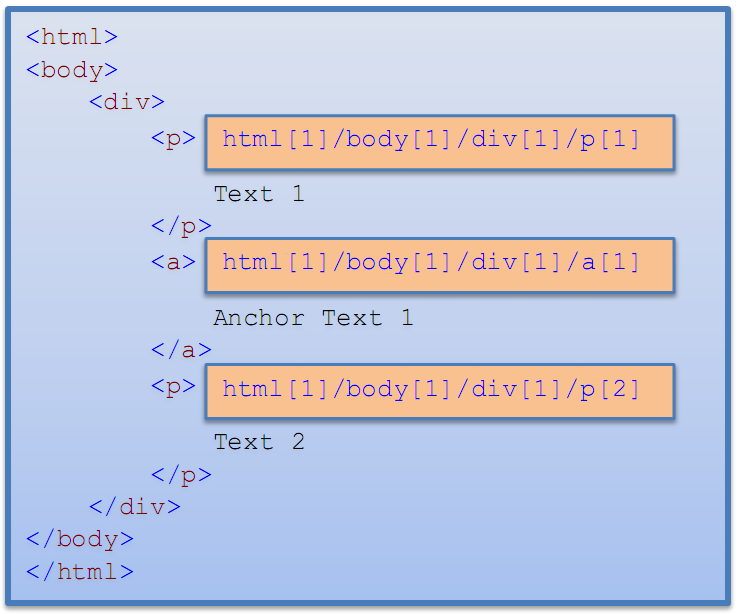 <html>
<body>
<div>
<p> html[1]/body[1]/div[1]/p[1]
Text 1
</p>
<a> html[1]/body[1]/div[1]/a[1]
Anchor Text 1
</a>
<p> html[1]/body[1]/div[1]/p[2]
Text 2
</p>
</div>
</body>
</html>